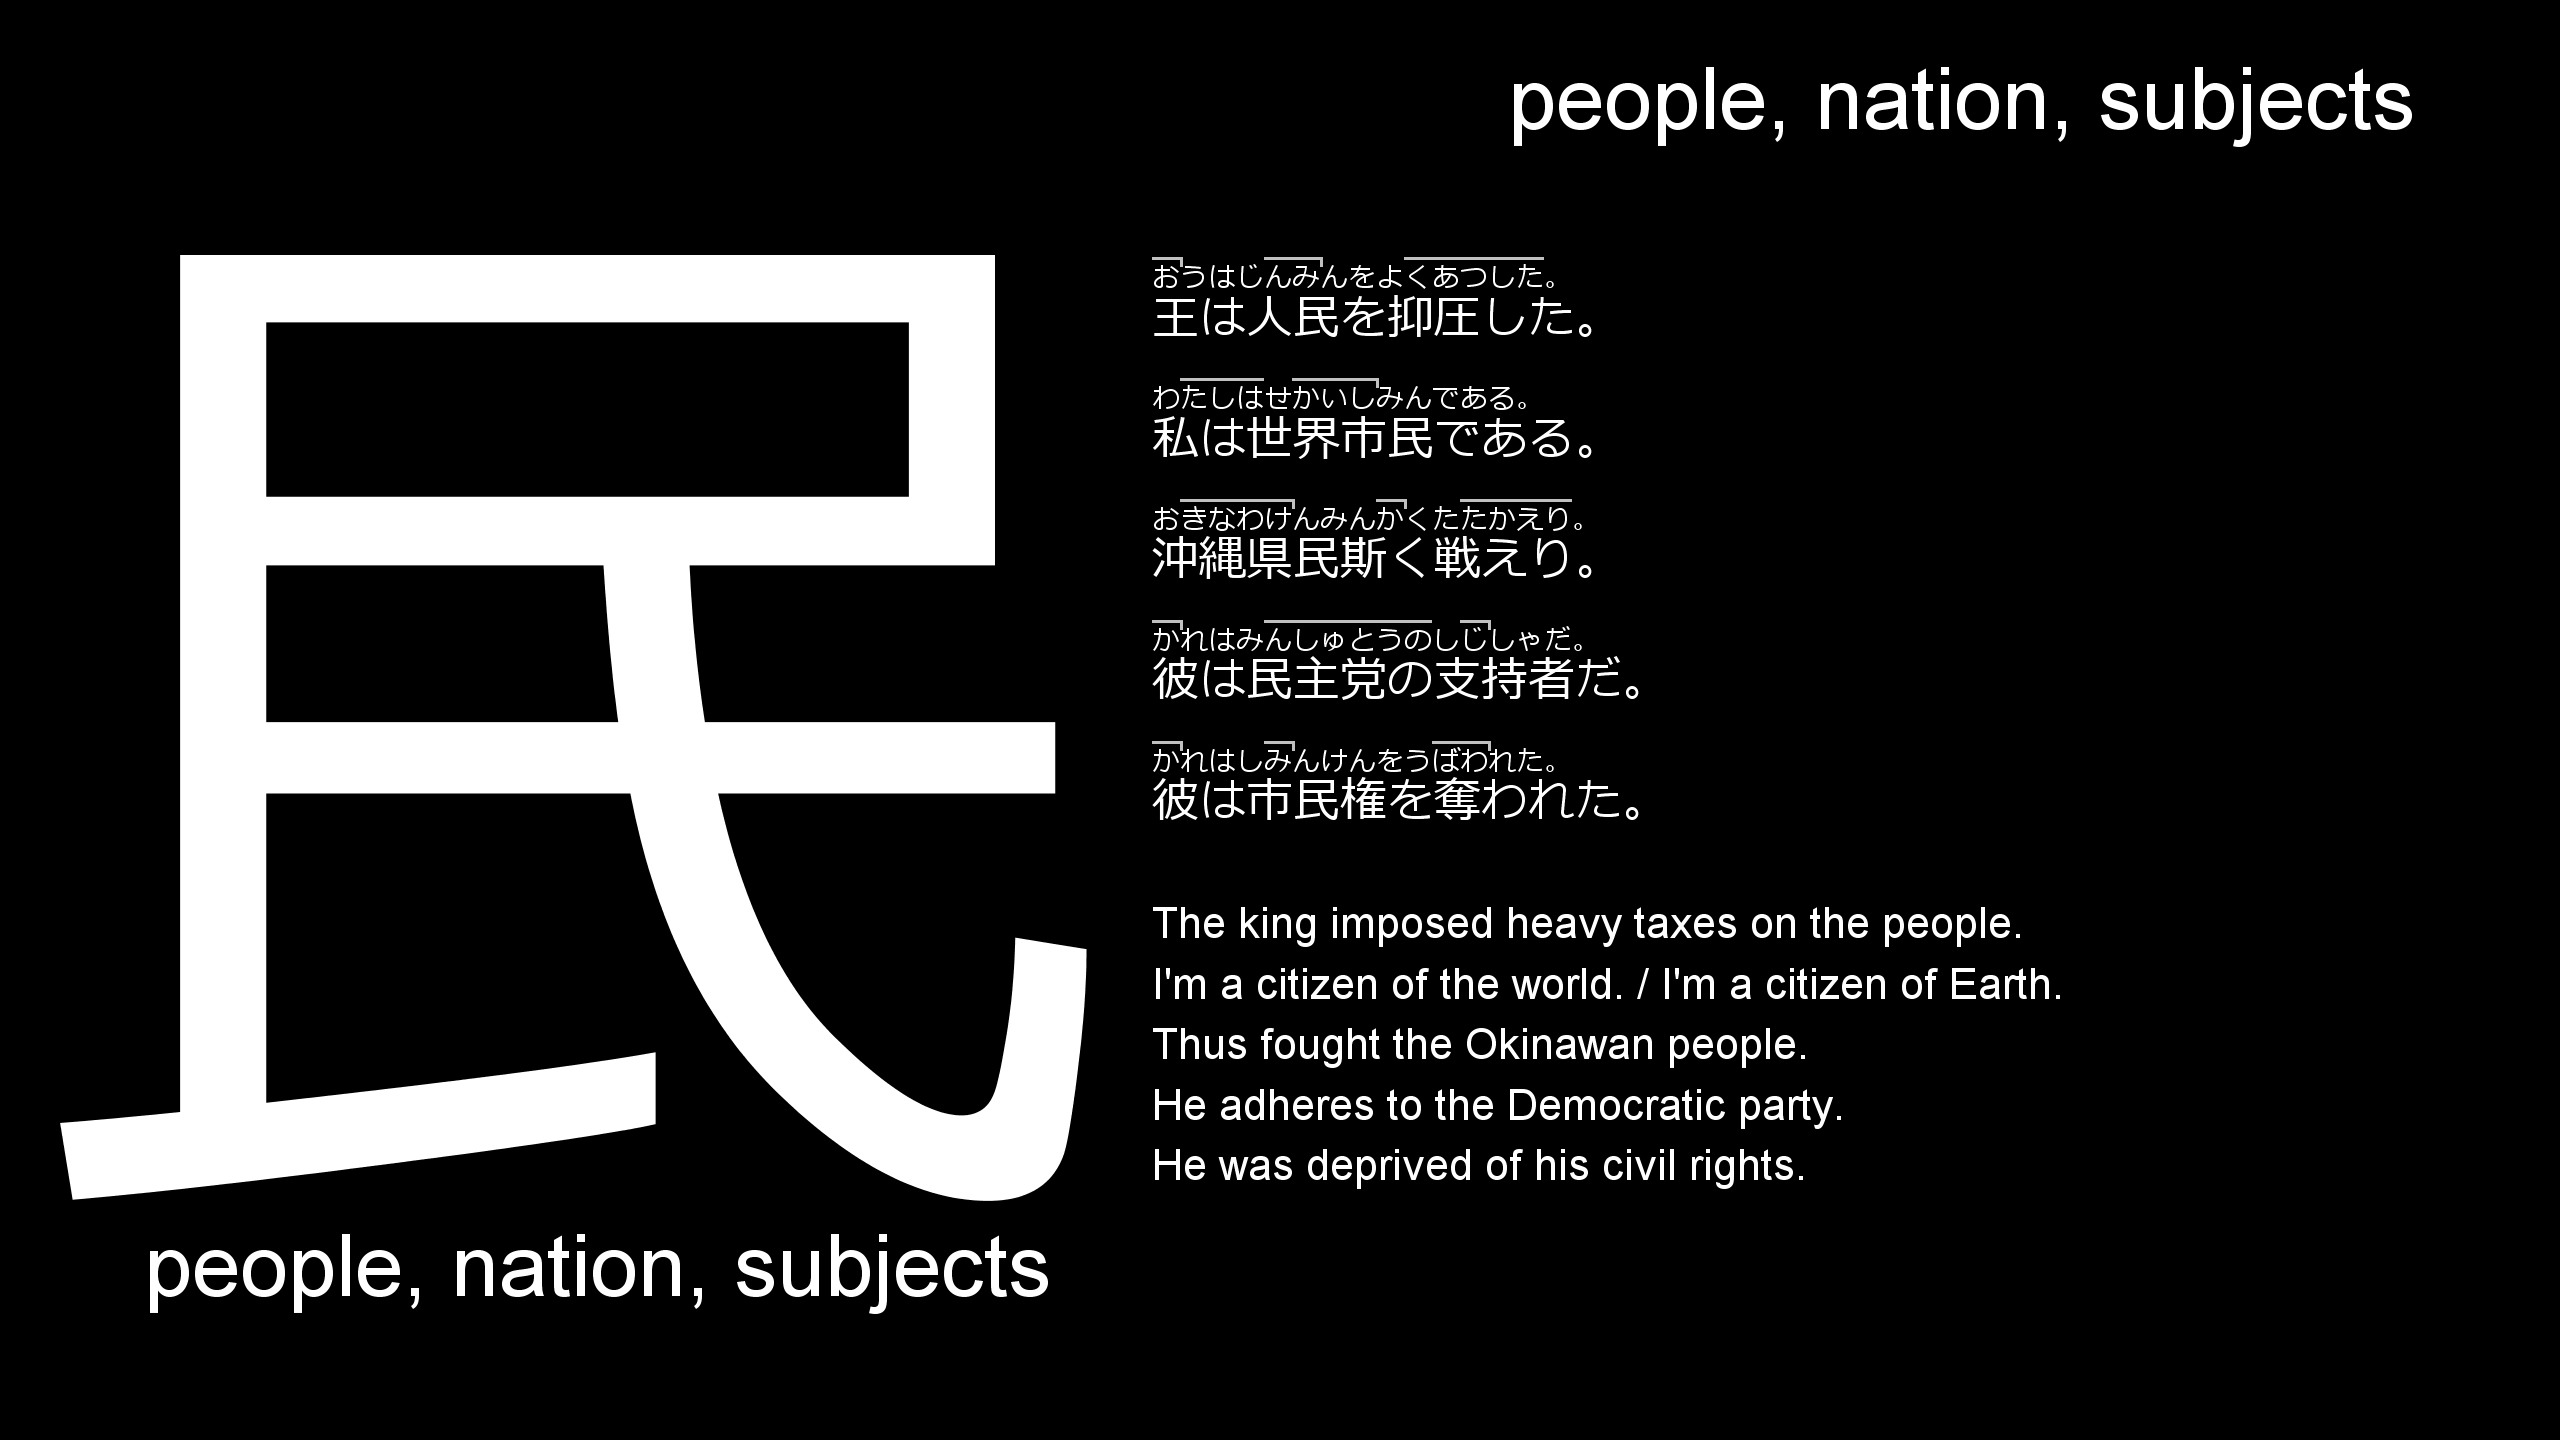 people, nation, subjects
民
people, nation, subjects
おうはじんみんをよくあつした。
王は人民を抑圧した。
わたしはせかいしみんである。
私は世界市民である。
おきなわけんみんかくたたかえり。
沖縄県民斯く戦えり。
かれはみんしゅとうのしじしゃだ。
彼は民主党の支持者だ。
かれはしみんけんをうばわれた。
彼は市民権を奪われた。
The king imposed heavy taxes on the people.
I'm a citizen of the world. / I'm a citizen of Earth.
Thus fought the Okinawan people.
He adheres to the Democratic party.
He was deprived of his civil rights.